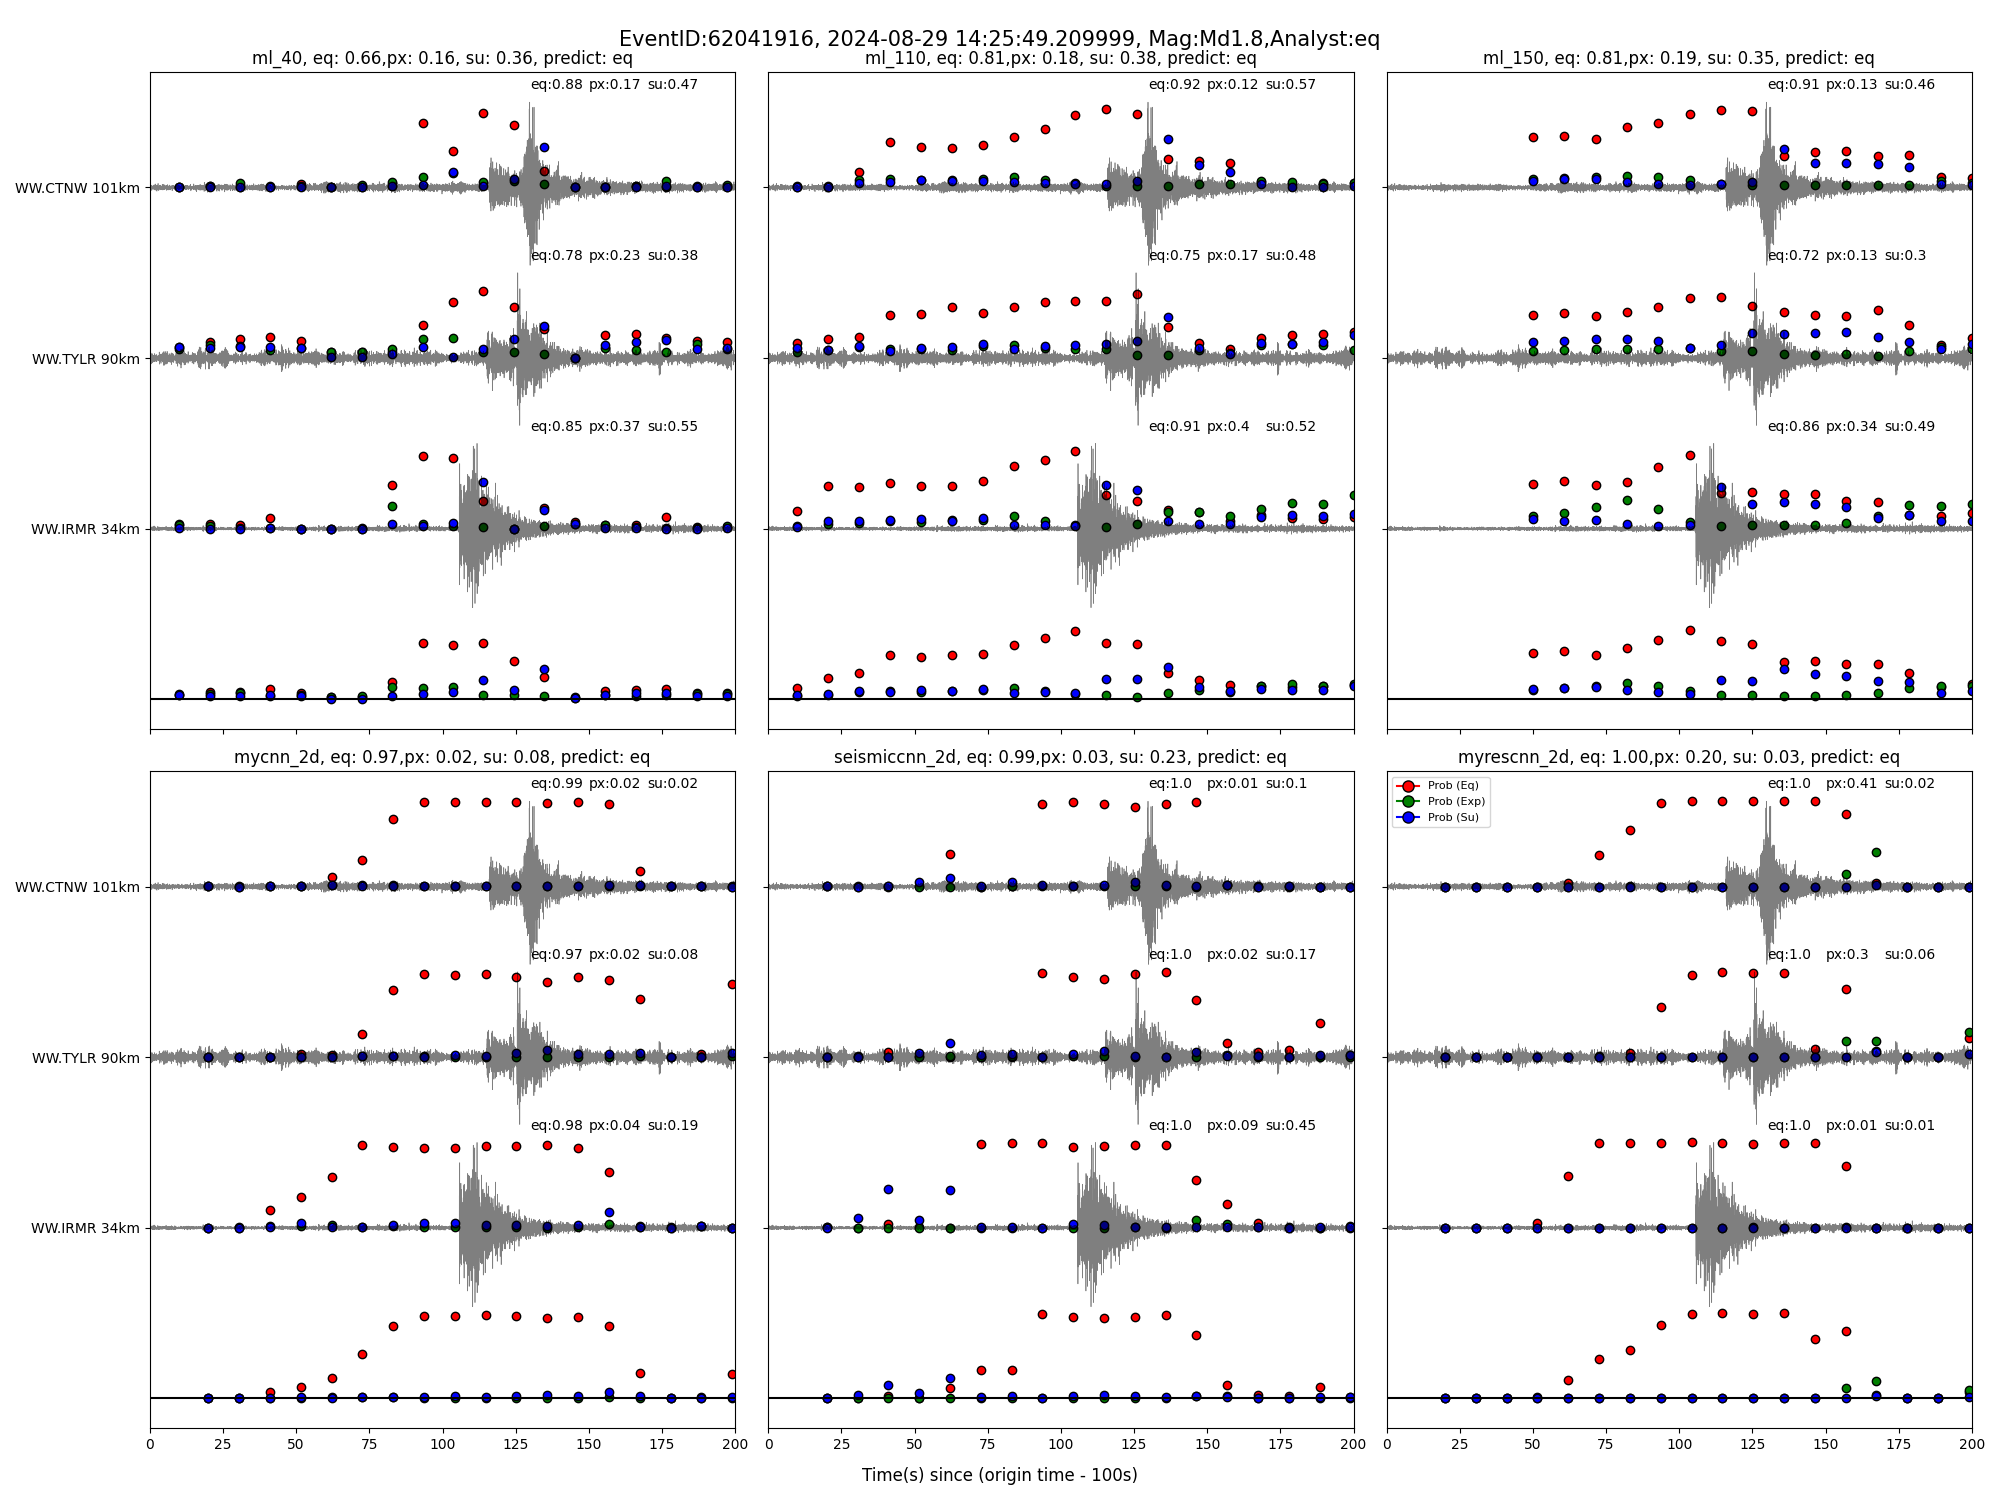 EventID:62041916, 2024-08-29 14:25:49.209999, Mag:Md1.8,Analyst:eq
ml_40, eq: 0.66,px: 0.16, su: 0.36, predict: eq
ml_110, eq: 0.81,px: 0.18, su: 0.38, predict: eq
ml_150, eq: 0.81,px: 0.19, su: 0.35, predict: eq
eq:0.88 px:0.17 su:0.47
eq:0.92 px:0.12 su:0.57
eq:0.91 px:0.13 su:0.46
WW.CTNW 101km
eq:0.78 px:0.23 su:0.38
eq:0.75 px:0.17 su:0.48
eq:0.72 px:0.13 su:0.3
WW.TYLR 90km
eq:0.85 px:0.37 su:0.55
eq:0.91 px:0.4 su:0.52
eq:0.86 px:0.34 su:0.49
WW.IRMR 34km
mycnn_2d, eq: 0.97,px: 0.02, su: 0.08, predict: eq
seismiccnn_2d, eq: 0.99,px: 0.03, su: 0.23, predict: eq
myrescnn_2d, eq: 1.00,px: 0.20, su: 0.03, predict: eq
eq:0.99 px:0.02 su:0.02
eq:1.0 px:0.01 su:0.1
eq:1.0 px:0.41 su:0.02
Prob (Eq)
Prob (Exp)
Prob (Su)
WW.CTNW 101km
eq:0.97 px:0.02 su:0.08
eq:1.0 px:0.02 su:0.17
eq:1.0 px:0.3 su:0.06
WW.TYLR 90km
eq:0.98 px:0.04 su:0.19
eq:1.0 px:0.09 su:0.45
eq:1.0 px:0.01 su:0.01
WW.IRMR 34km
0 25 50 75 100 125 150 175 200
0 25 50 75 100 125 150 175 200
0 25 50 75 100 125 150 175 200
Time(s) since (origin time - 100s)